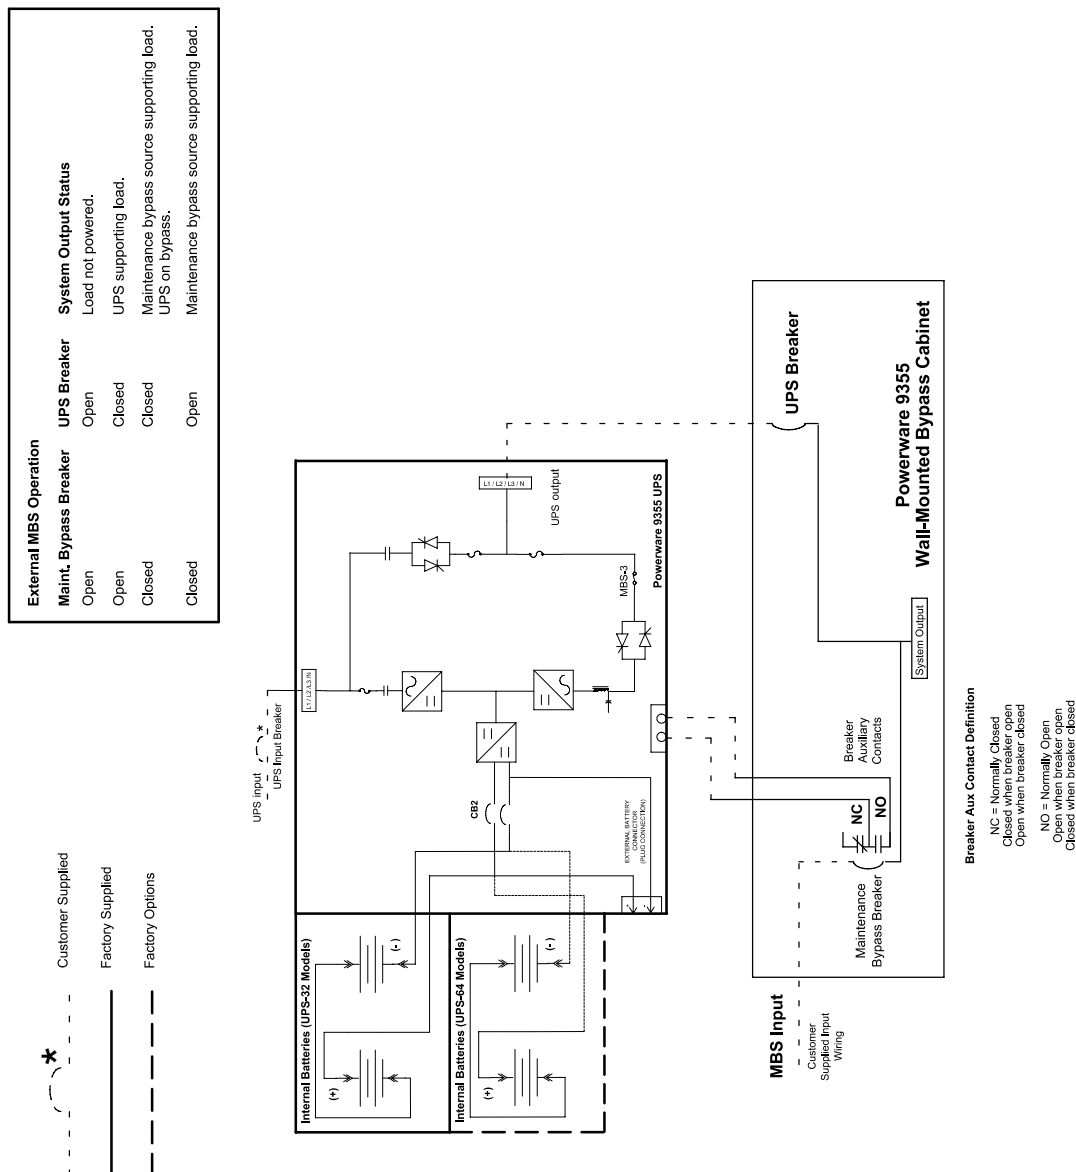 External MBS Operation
Maint. Bypass Breaker UPS Breaker System Output Status
Open Open Load not powered.
Open Closed UPS supporting load.
Closed Closed Maintenance bypass source supporting load.
UPS on bypass.
Closed Open Maintenance bypass source supporting load.
Customer Supplied
Factory Supplied
Factory Options
*
UPS input
UPS Input Breaker
*
L1 / L2 / L3 /N
L1 / L2 / L3 / N
UPS output
MBS-3
Powerware 9355 UPS
CB2
EXTERNAL BATTERY
CONNECTOR
(PLUG CONNECTION)
+
-
Internal Batteries (UPS-32 Models)
(+)
(-)
Internal Batteries (UPS-64 Models)
(+)
(-)
UPS Breaker
Powerware 9355
Wall-Mounted Bypass Cabinet
System Output
Breaker
Auxiliary
Contacts
NC
NO
Maintenance
Bypass Breaker
MBS Input
Customer
Supplied Input
Wiring
Breaker Aux Contact Definition
NC = Normally Closed
Closed when breaker open
Open when breaker closed
NO = Normally Open
Open when breaker open
Closed when breaker closed